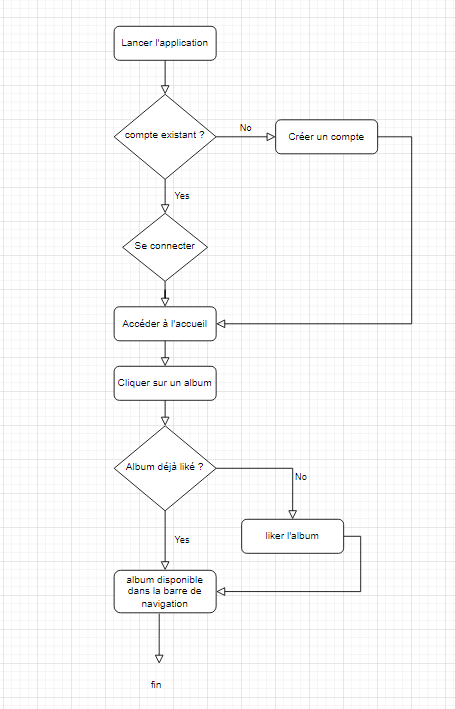 Lancer l'application
compte existant ?
No
Créer un compte
Yes
Se connecter
Accéder à l'accueil
Cliquer sur un album
Album déjà liké ?
No
liker l'album
Yes
album disponible
dans la barre de
navigation
fin